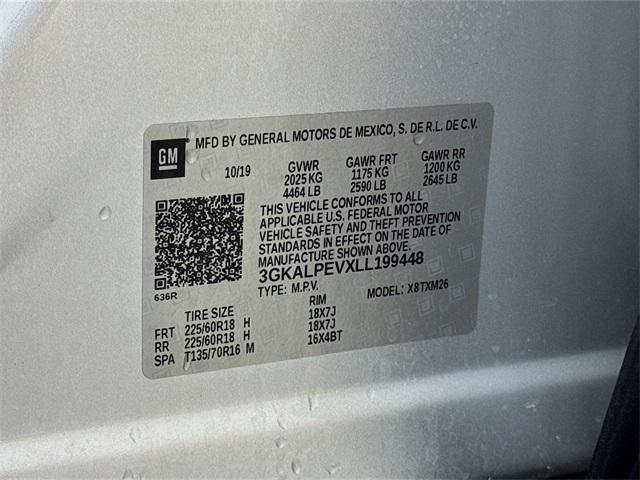 GM
MFD BY GENERAL MOTORS DE MEXICO, S. DE R.L. DE C.V.
10/19 GVWR GAWR FRT GAWR RR
2025 KG 1175 KG 1200 KG
4464 LB 2590 LB 2645 LB
THIS VEHICLE CONFORMS TO ALL
APPLICABLE U.S. FEDERAL MOTOR
VEHICLE SAFETY AND THEFT PREVENTION
STANDARDS IN EFFECT ON THE DATE OF
MANUFACTURE SHOWN ABOVE.
3GKALPEVXLL199448
636R TYPE: M.P.V. MODEL: X8TXM26
TIRE SIZE RIM
FRT 225/60R18 H 18X7J
RR 225/60R18 H 18X7J
SPA T135/70R16 M 16X4BT